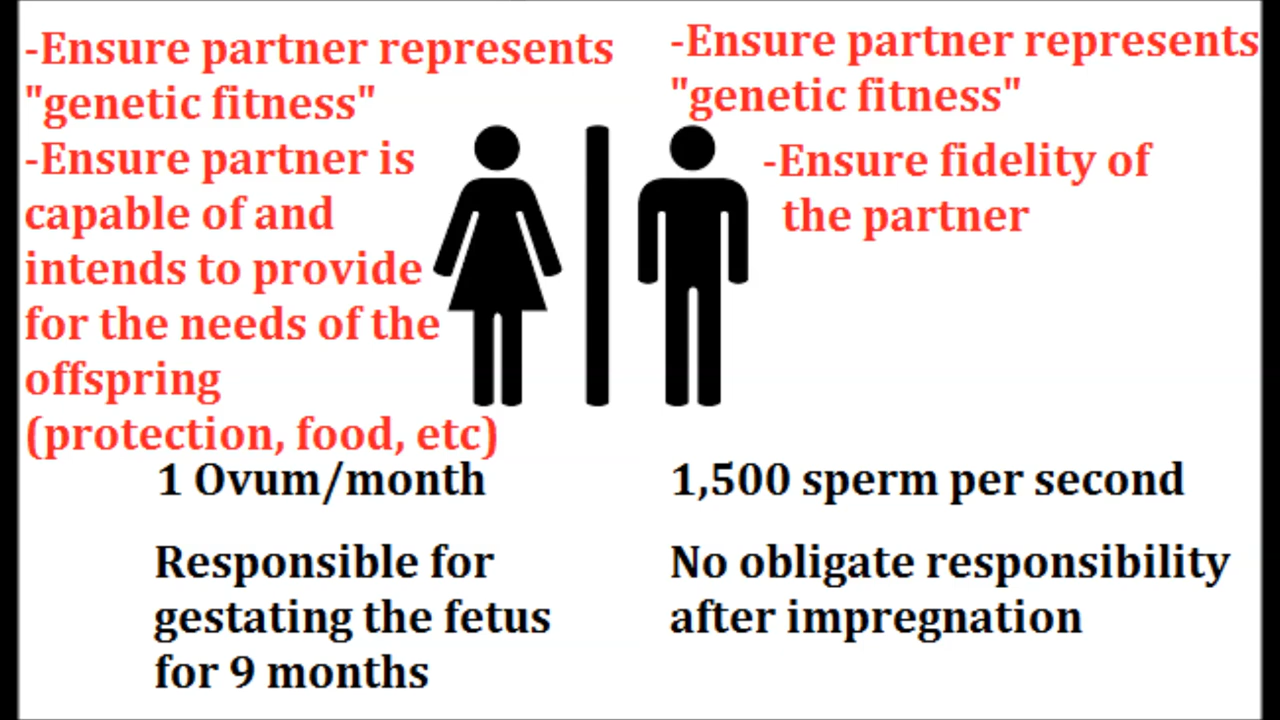 -Ensure partner represents
"genetic fitness"
-Ensure partner is
capable of and
intends to provide
for the needs of the
offspring
(protection, food, etc)
1 Ovum/month
Responsible for
gestating the fetus
for 9 months
-Ensure partner represents
"genetic fitness"
-Ensure fidelity of
the partner
1,500 sperm per second
No obligate responsibility
after impregnation